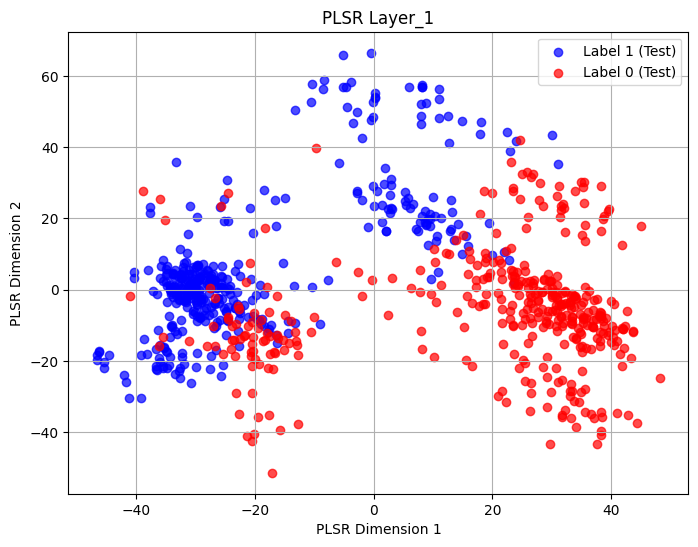 PLSR Layer_1
Label 1 (Test)
Label 0 (Test)
60
40
20
0
−20
−40
PLSR Dimension 2
−40
−20
0
20
40
PLSR Dimension 1